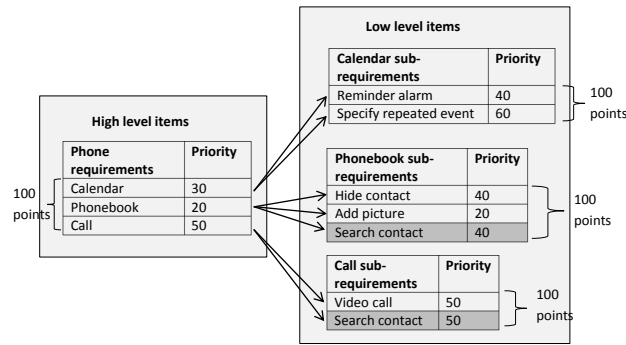 High level items
Phone requirements Priority
Calendar 30
Phonebook 20
Call 50
100 points
Low level items
Calendar sub-requirements Priority
Reminder alarm 40
Specify repeated event 60
100 points
Phonebook sub-requirements Priority
Hide contact 40
Add picture 20
Search contact 40
100 points
Call sub-requirements Priority
Video call 50
Search contact 50
100 points